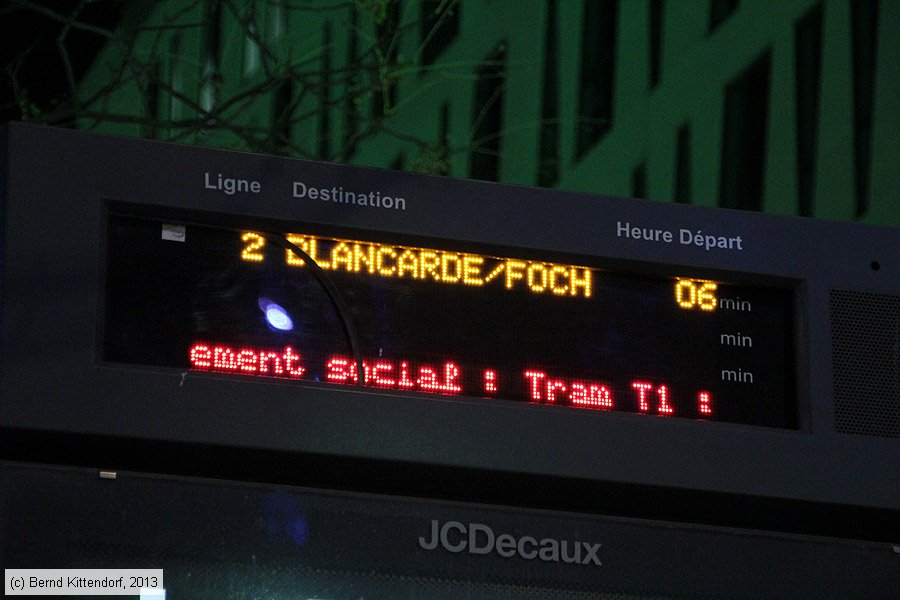 Ligne Destination Heure Départ
2 BLANCARDE/FOCH 06 min
min
min
ement social : Tram T1 :
JCDecaux
(c) Bernd Kittendorf, 2013